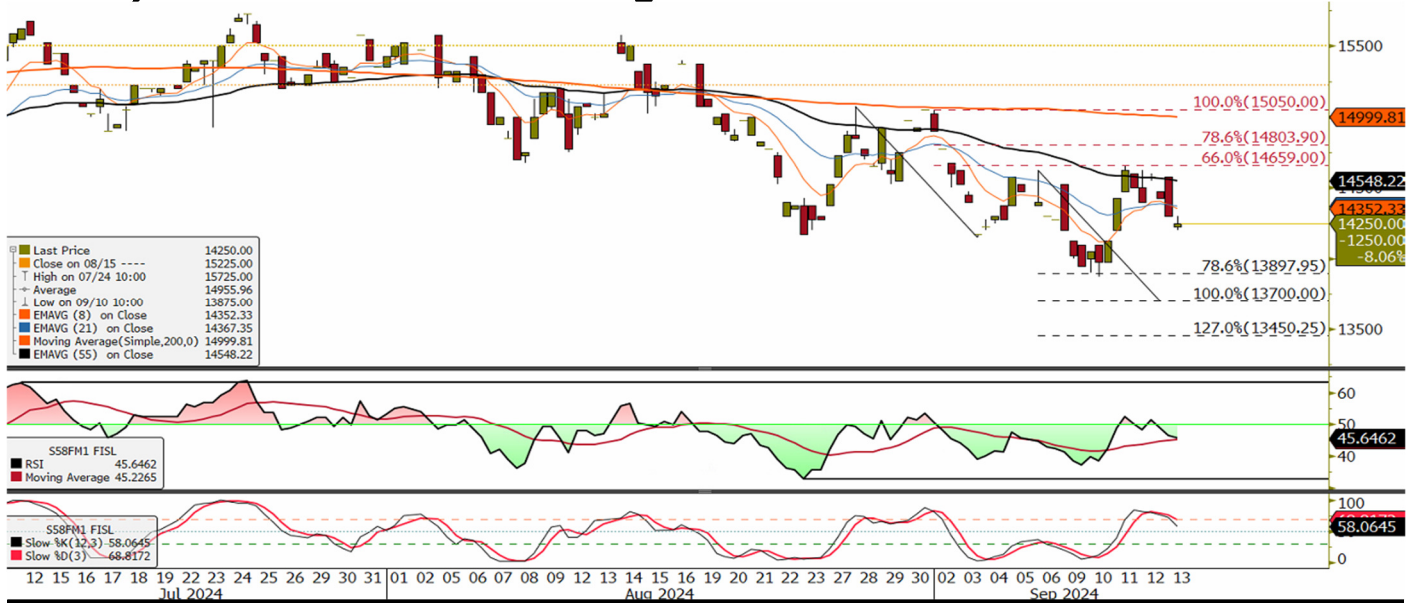 15500
100.0%(15050.00)
14999.81
78.6%(14803.90)
66.0%(14659.00)
14548.22
14352.33
14250.00
-1250.00
-8.06%
78.6%(13897.95)
100.0%(13700.00)
13500
127.0%(13450.25)
Last Price 14250.00
Close on 08/15 ---- 15225.00
High on 07/24 10:00 15725.00
Average 14955.96
Low on 09/10 10:00 13875.00
EMAVG (8) on Close 14352.33
EMAVG (21) on Close 14367.35
Moving Average(Simple,200,0) 14999.81
EMAVG (55) on Close 14548.22
60
50
45.6462
40
S58FM1 FISL
RSI 45.6462
Moving Average 45.2265
100
58.0645
0
S58FM1 FISL
Slow %K(12,3) 58.0645
Slow %D(3) 68.8172
12 15 16 17 18 19 22 23 24 25 26 29 30 31 01 02 05 06 07 08 09 12 13 14 15 16 19 20 21 22 23 27 28 29 30 02 03 04 05 06 09 10 11 12 13
Jul 2024 Aug 2024 Sep 2024